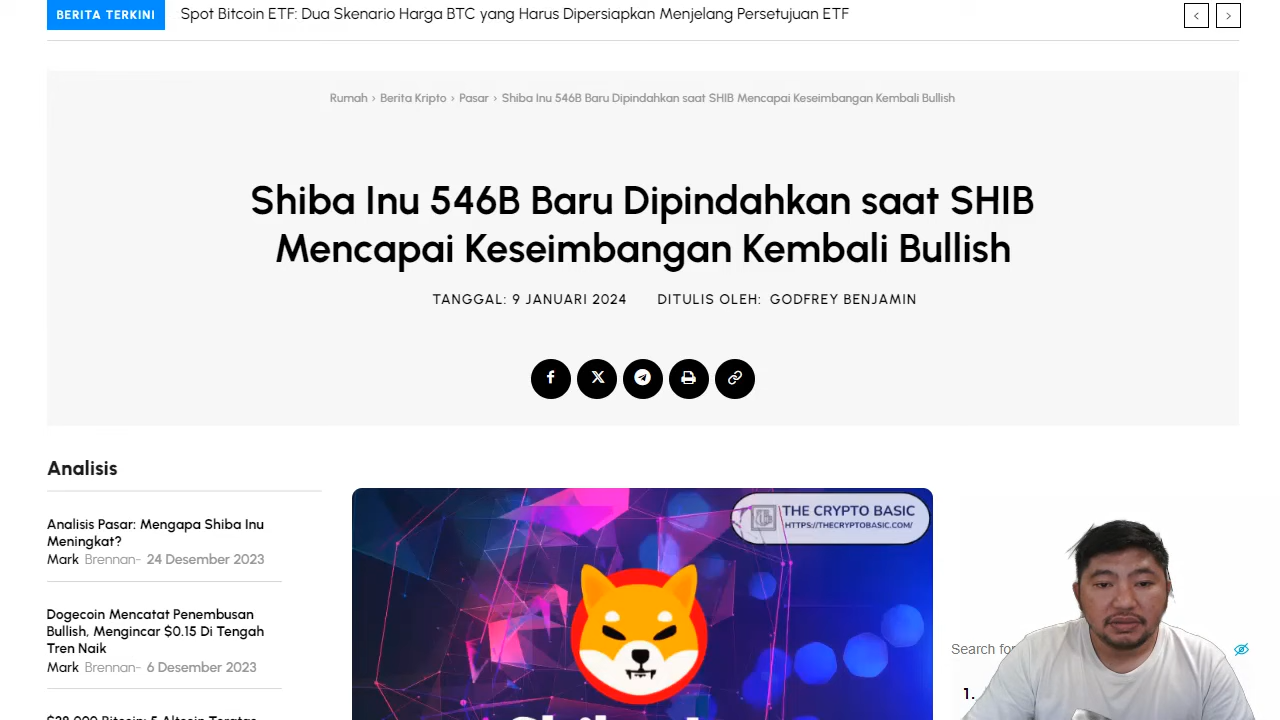 BERITA TERKINI
Spot Bitcoin ETF: Dua Skenario Harga BTC yang Harus Dipersiapkan Menjelang Persetujuan ETF
Rumah › Berita Kripto › Pasar › Shiba Inu 546B Baru Dipindahkan saat SHIB Mencapai Keseimbangan Kembali Bullish
Shiba Inu 546B Baru Dipindahkan saat SHIB
Mencapai Keseimbangan Kembali Bullish
TANGGAL: 9 JANUARI 2024 DITULIS OLEH: GODFREY BENJAMIN
Analisis
Analisis Pasar: Mengapa Shiba Inu
Meningkat?
Mark Brennan- 24 Desember 2023
Dogecoin Mencatat Penembusan
Bullish, Mengincar $0.15 Di Tengah
Tren Naik
Mark Brennan- 6 Desember 2023
THE CRYPTO BASIC
HTTPS://THECRYPTOBASIC.COM/
Search for
1.